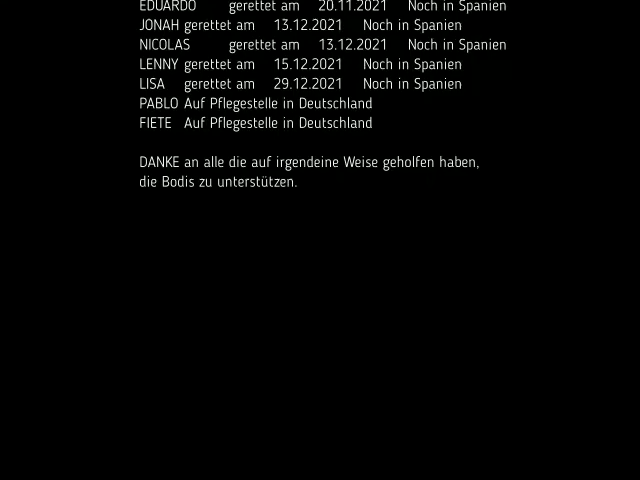 EDUARDO gerettet am 20.11.2021 Noch in Spanien
JONAH gerettet am 13.12.2021 Noch in Spanien
NICOLAS gerettet am 13.12.2021 Noch in Spanien
LENNY gerettet am 15.12.2021 Noch in Spanien
LISA gerettet am 29.12.2021 Noch in Spanien
PABLO Auf Pflegestelle in Deutschland
FIETE Auf Pflegestelle in Deutschland
DANKE an alle die auf irgendeine Weise geholfen haben,
die Bodis zu unterstützen.